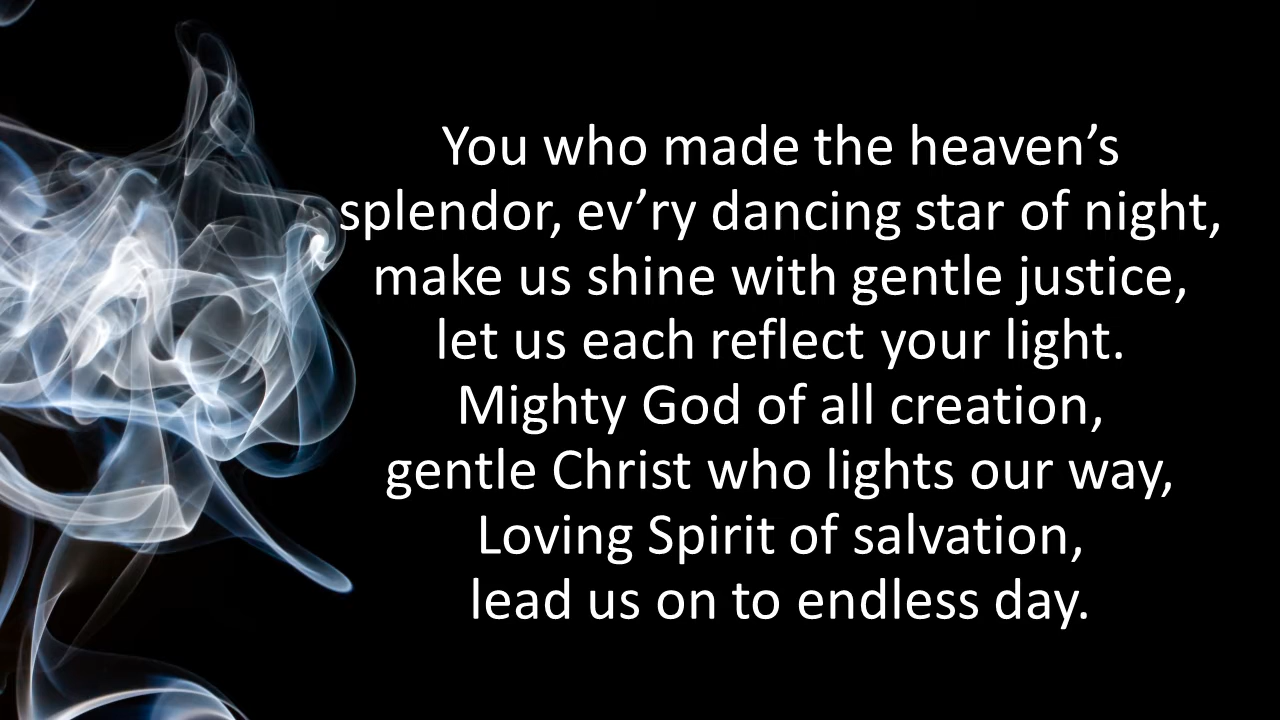 You who made the heaven’s
splendor, ev’ry dancing star of night,
make us shine with gentle justice,
let us each reflect your light.
Mighty God of all creation,
gentle Christ who lights our way,
Loving Spirit of salvation,
lead us on to endless day.